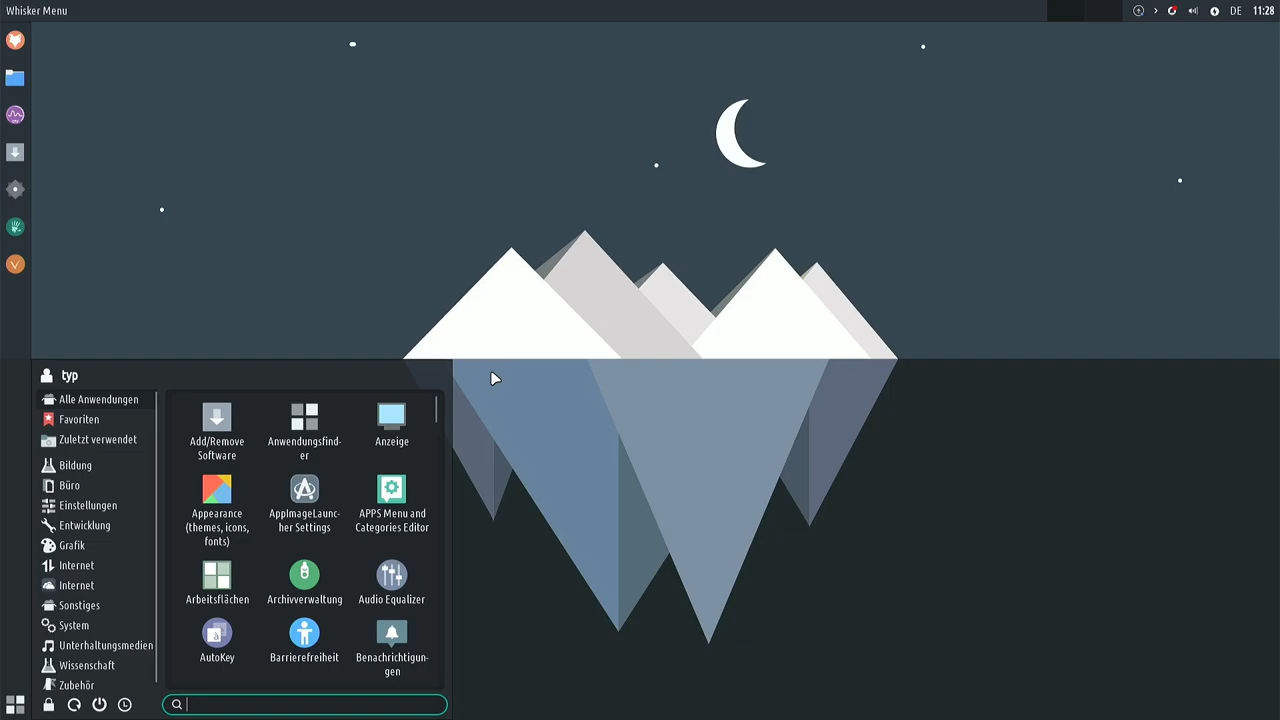 Whisker Menu
DE 11:28
typ
Alle Anwendungen
Favoriten
Zuletzt verwendet
Bildung
Büro
Einstellungen
Entwicklung
Grafik
Internet
Internet
Sonstiges
System
Unterhaltungsmedien
Wissenschaft
Zubehör
Add/Remove
Software
Anwendungsfind-
er
Anzeige
Appearance
(themes, icons,
fonts)
AppImageLaunc-
her Settings
APPS Menu and
Categories Editor
Arbeitsflächen
Archivverwaltung
Audio Equalizer
AutoKey
Barrierefreiheit
Benachrichtigun-
gen